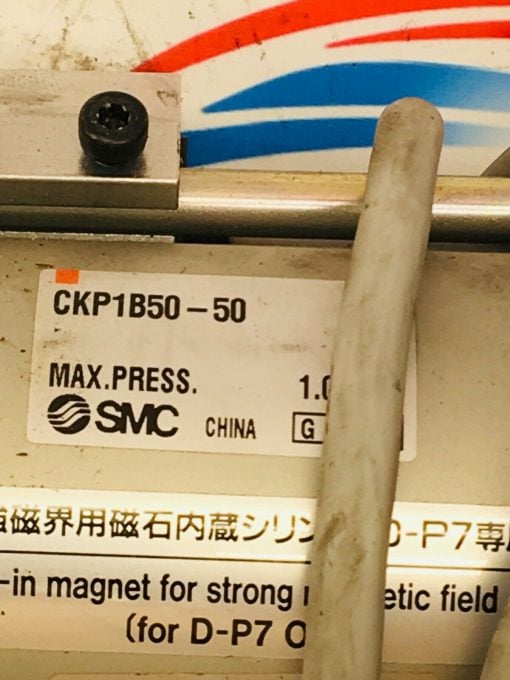 CKP1B50-50
MAX.PRESS. 1.0
SMC CHINA G
磁界用磁石内蔵シリン D-P7専
-in magnet for strong etic field
(for D-P7 O